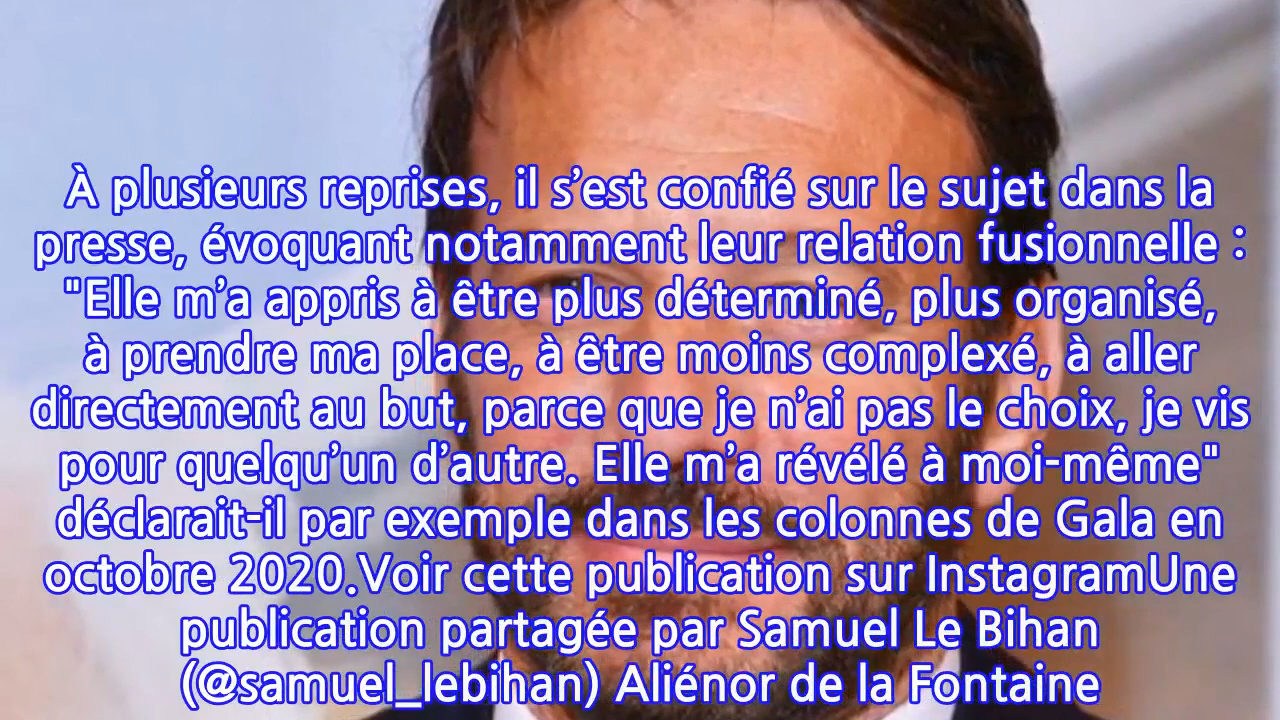 À plusieurs reprises, il s’est confié sur le sujet dans la
presse, évoquant notamment leur relation fusionnelle :
"Elle m’a appris à être plus déterminé, plus organisé,
à prendre ma place, à être moins complexé, à aller
directement au but, parce que je n’ai pas le choix, je vis
pour quelqu’un d’autre. Elle m’a révélé à moi-même"
déclarait-il par exemple dans les colonnes de Gala en
octobre 2020.Voir cette publication sur InstagramUne
publication partagée par Samuel Le Bihan
(@samuel_lebihan) Aliénor de la Fontaine